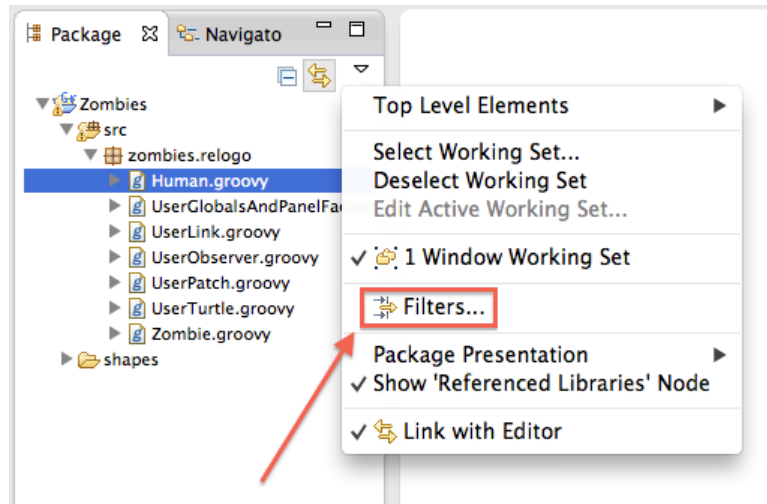 Package Navigato
Zombies
src
zombies.relogo
Human.groovy
UserGlobalsAndPanelFa
UserLink.groovy
UserObserver.groovy
UserPatch.groovy
UserTurtle.groovy
Zombie.groovy
shapes
Top Level Elements
Select Working Set...
Deselect Working Set
Edit Active Working Set...
1 Window Working Set
Filters...
Package Presentation
Show 'Referenced Libraries' Node
Link with Editor